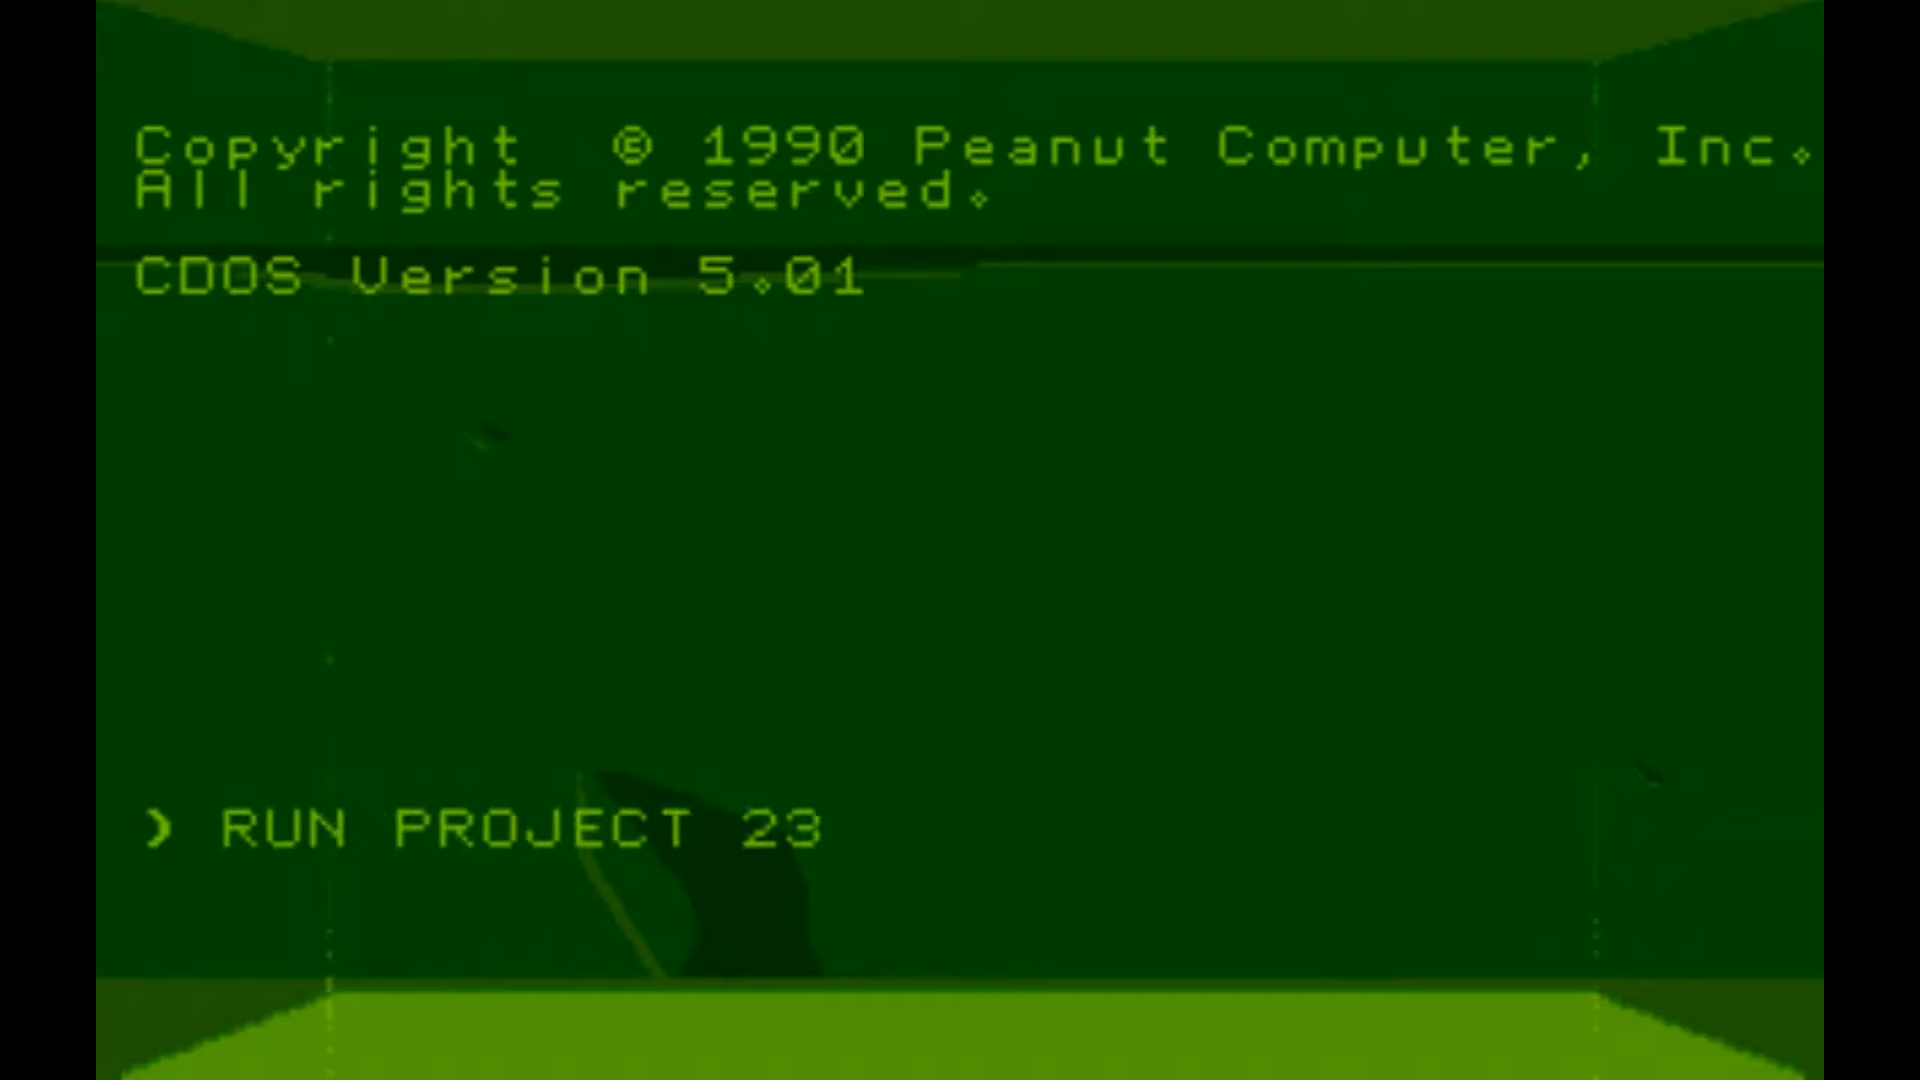 Copyright © 1990 Peanut Computer, Inc.
All rights reserved.
CDOS Version 5.01
❯ RUN PROJECT 23